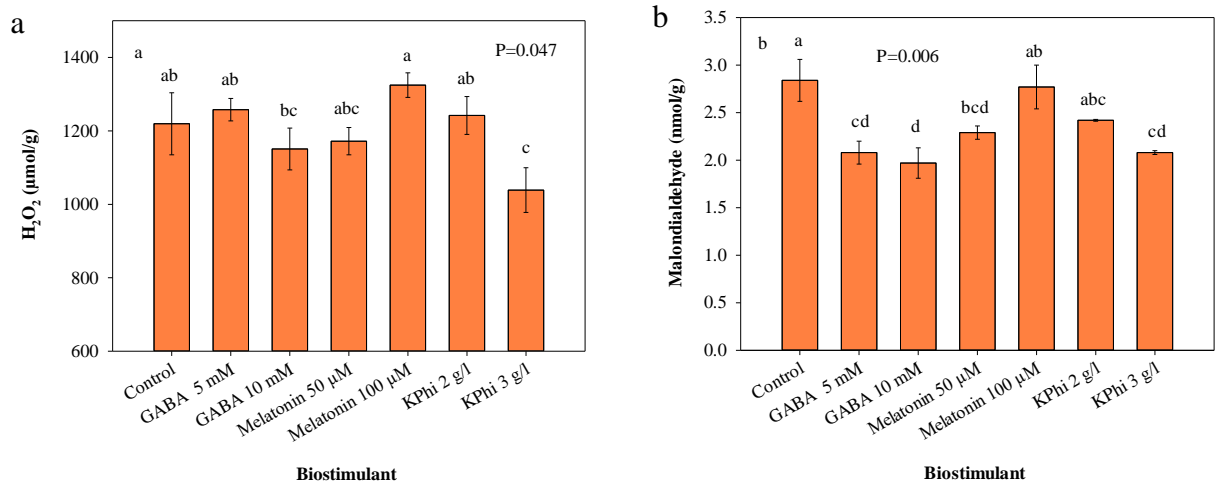 a
a
P=0.047
ab
ab
bc
abc
a
ab
c
1400
1200
1000
800
600
H₂O₂ (µmol/g)
Control
GABA 5 mM
GABA 10 mM
Melatonin 50 µM
Melatonin 100 µM
KPhi 2 g/l
KPhi 3 g/l
Biostimulant
b
b
P=0.006
a
cd
d
bcd
ab
abc
cd
3.5
3.0
2.5
2.0
1.5
1.0
0.5
0.0
Malondialdehyde (nmol/g)
Control
GABA 5 mM
GABA 10 mM
Melatonin 50 µM
Melatonin 100 µM
KPhi 2 g/l
KPhi 3 g/l
Biostimulant